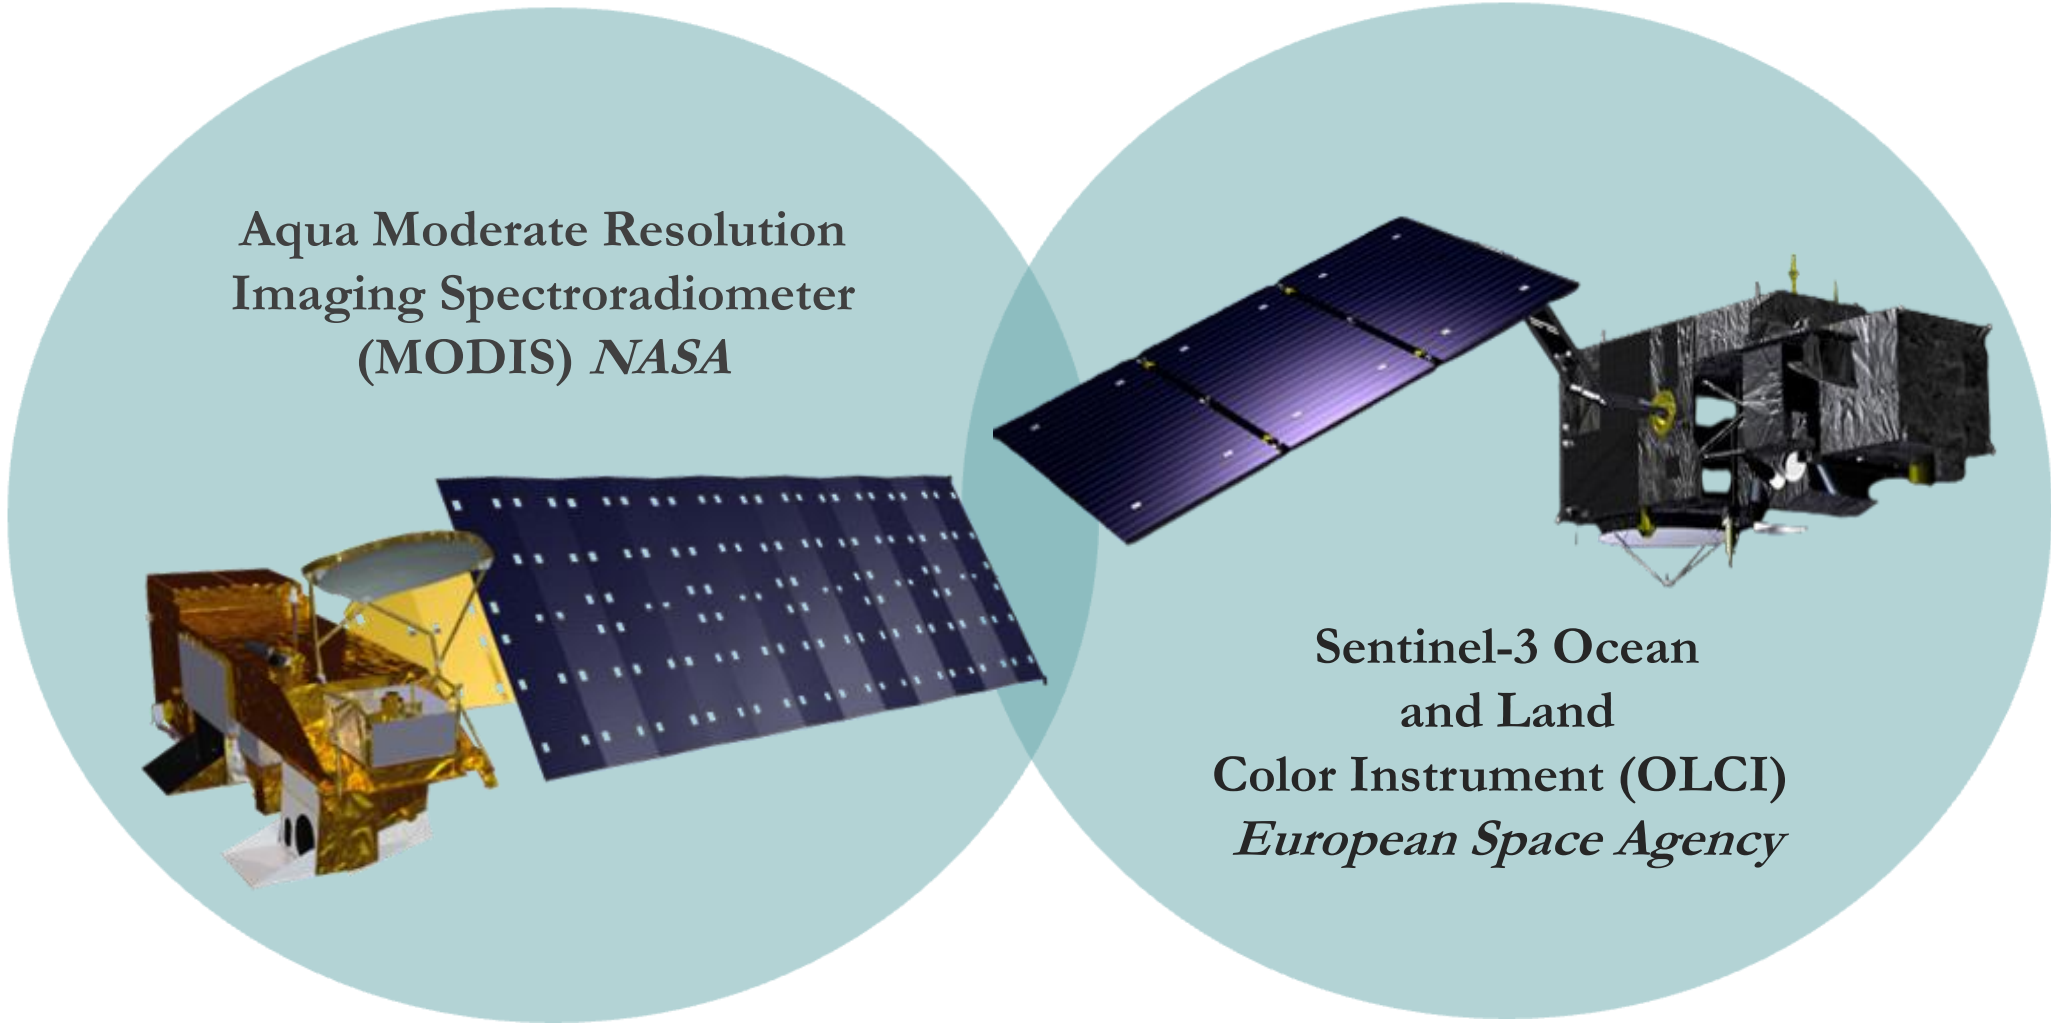 Aqua Moderate Resolution
Imaging Spectroradiometer
(MODIS) NASA
Sentinel-3 Ocean
and Land
Color Instrument (OLCI)
European Space Agency